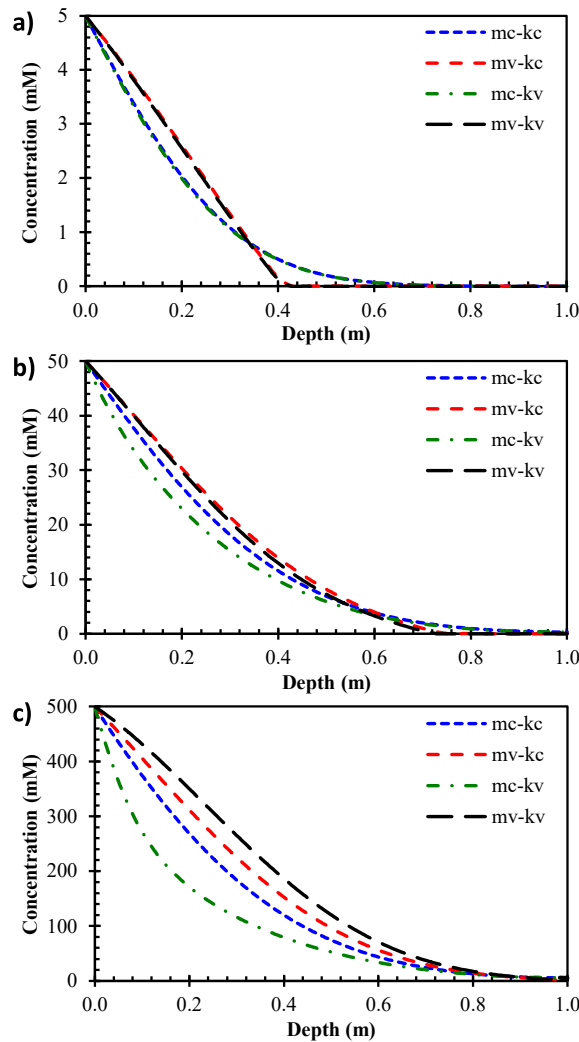 a)
Concentration (mM)
5
4
3
2
1
0
mc-kc
mv-kc
mc-kv
mv-kv
0.0 0.2 0.4 0.6 0.8 1.0
Depth (m)
b)
Concentration (mM)
50
40
30
20
10
0
mc-kc
mv-kc
mc-kv
mv-kv
0.0 0.2 0.4 0.6 0.8 1.0
Depth (m)
c)
Concentration (mM)
500
400
300
200
100
0
mc-kc
mv-kc
mc-kv
mv-kv
0.0 0.2 0.4 0.6 0.8 1.0
Depth (m)